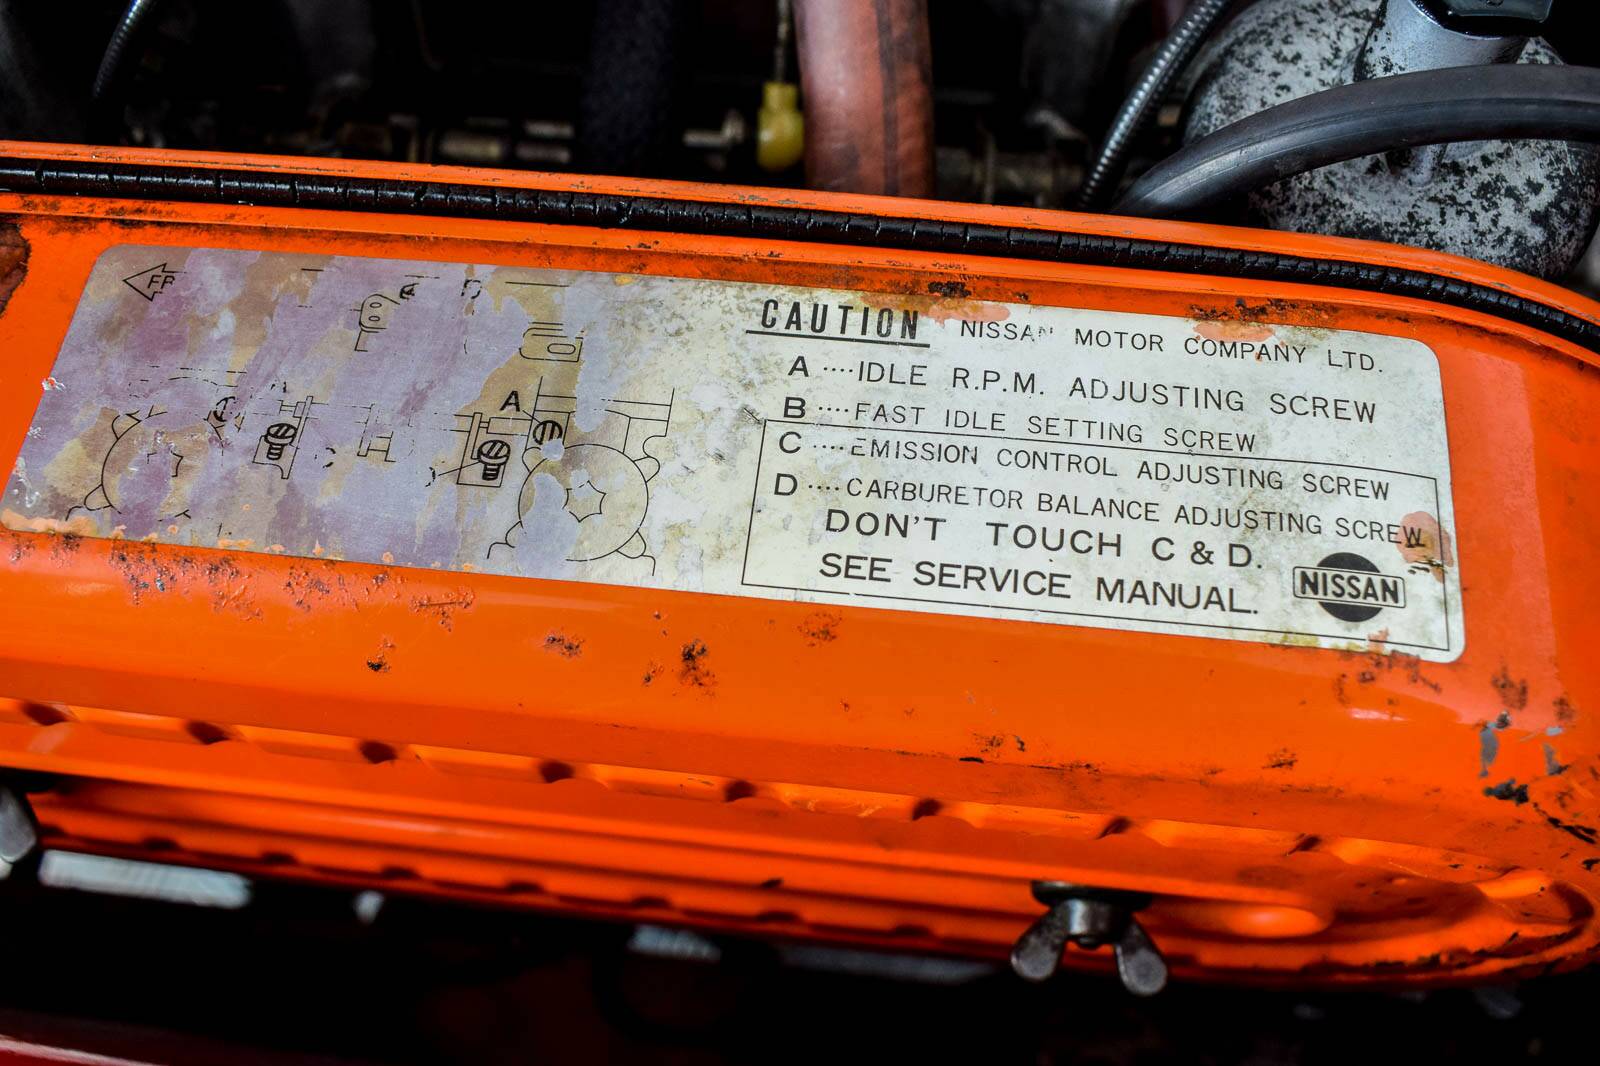 CAUTION NISSAN MOTOR COMPANY LTD.
A ····IDLE R.P.M. ADJUSTING SCREW
B ····FAST IDLE SETTING SCREW
C ····EMISSION CONTROL ADJUSTING SCREW
D ····CARBURETOR BALANCE ADJUSTING SCREW
DON'T TOUCH C & D.
SEE SERVICE MANUAL.
NISSAN
A